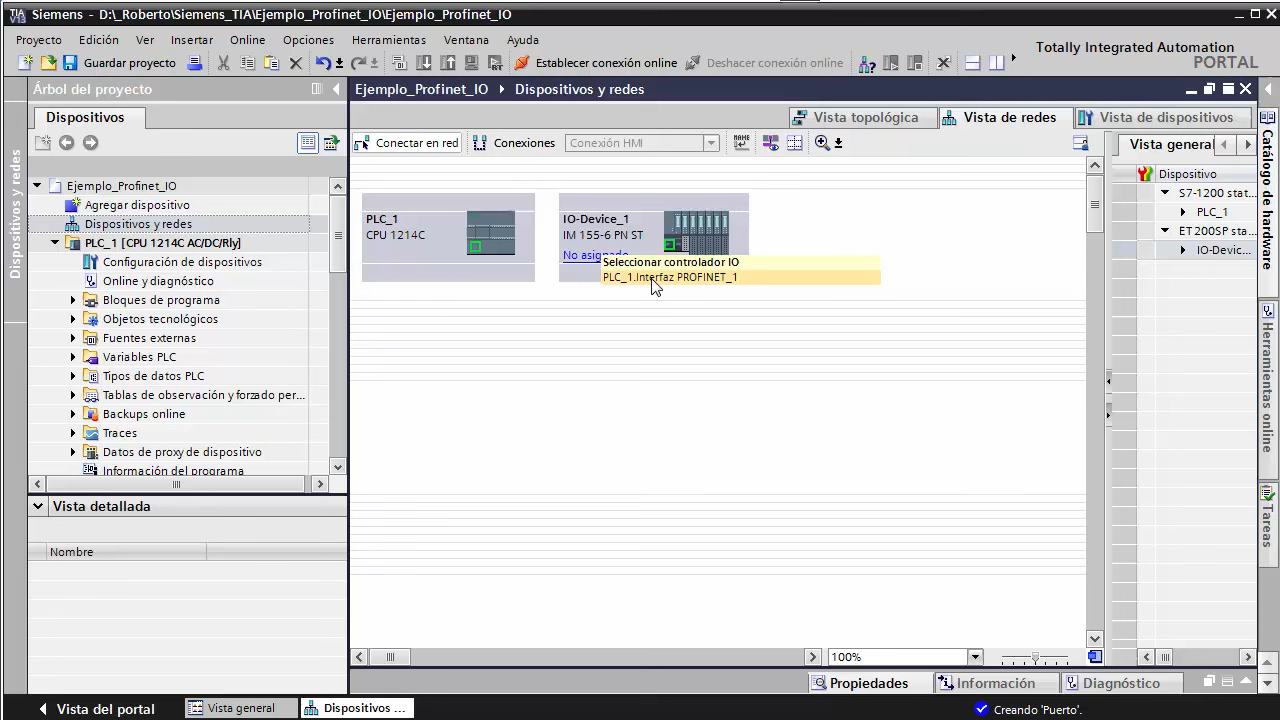 Siemens - D:\_Roberto\Siemens_TIA\Ejemplo_Profinet_IO\Ejemplo_Profinet_IO
TIA
V13
Proyecto Edición Ver Insertar Online Opciones Herramientas Ventana Ayuda
Totally Integrated Automation
PORTAL
Guardar proyecto
Establecer conexión online
Deshacer conexión online
Árbol del proyecto
Dispositivos
Dispositivos y redes
Ejemplo_Profinet_IO
Agregar dispositivo
Dispositivos y redes
PLC_1 [CPU 1214C AC/DC/Rly]
Configuración de dispositivos
Online y diagnóstico
Bloques de programa
Objetos tecnológicos
Fuentes externas
Variables PLC
Tipos de datos PLC
Tablas de observación y forzado per...
Backups online
Traces
Datos de proxy de dispositivo
Información del programa
Vista detallada
Nombre
Ejemplo_Profinet_IO
Dispositivos y redes
Vista topológica
Vista de redes
Vista de dispositivos
Conectar en red
Conexiones
Conexión HMI
PLC_1
CPU 1214C
IO-Device_1
IM 155-6 PN ST
No asignado
Seleccionar controlador IO
PLC_1.Interfaz PROFINET_1
100%
Vista general
Dispositivo
S7-1200 stat...
PLC_1
ET 200SP sta...
IO-Devic...
Catálogo de hardware
Herramientas online
Tareas
Propiedades
Información
Diagnóstico
Vista del portal
Vista general
Dispositivos ...
Creando 'Puerto'.